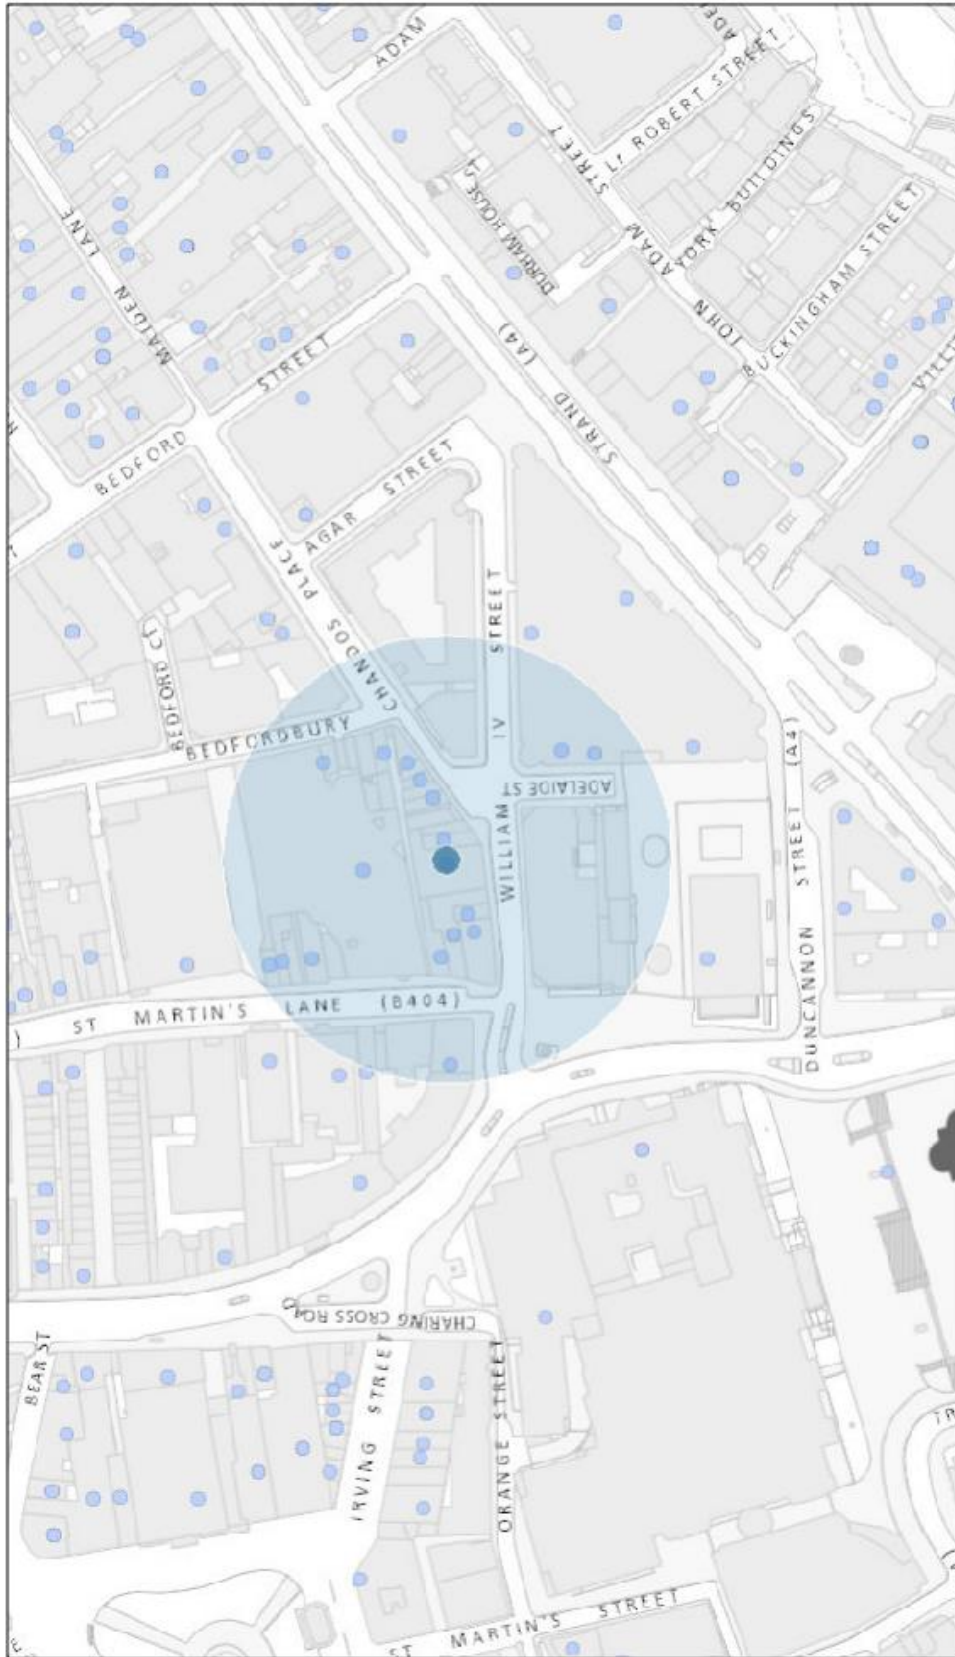 ADAM
Lr ROBERT STREET
STREET
YORK BUILDINGS
DURHAM HOUSE St
ADAM
JOHN
BUCKINGHAM STREET
MAIDEN LANE
(A4)
STRAND
BEDFORD STREET
AGAR STREET
CHANDOS PLACE
BEDFORD CT
BEDFORDBURY
WILLIAM IV STREET
ADELAIDE ST
DUNCANNON STREET (A4)
ST MARTIN'S LANE (B404)
CHARING CROSS RO
BEAR ST
IRVING STREET
ORANGE STREET
ST MARTIN'S STREET